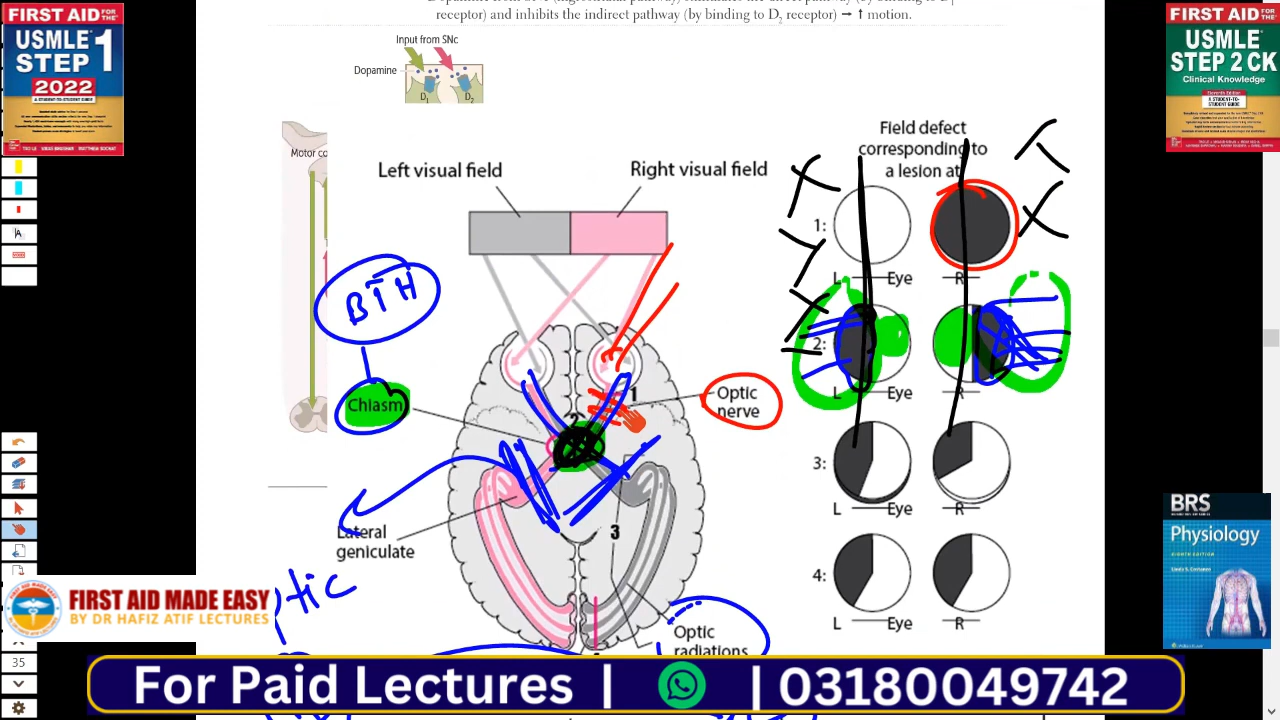 receptor) and inhibits the indirect pathway (by binding to D2 receptor) → ↑ motion.
FIRST AID FOR THE
USMLE
STEP 1
2022
A STUDENT-TO-STUDENT GUIDE
FIRST AID FOR THE
USMLE
STEP 2 CK
Clinical Knowledge
Input from SNc
Dopamine
D1
D2
Motor co
Left visual field
Right visual field
Field defect
corresponding to
a lesion at
T
1:
L Eye R
BTH
2:
L Eye R
Chiasm
1
Optic
nerve
2
3:
L Eye R
Lateral
geniculate
3
4:
L Eye R
Optic
radiations
ptic
BRS
Physiology
FIRST AID MADE EASY
BY DR HAFIZ ATIF LECTURES
35
For Paid Lectures | | 03180049742